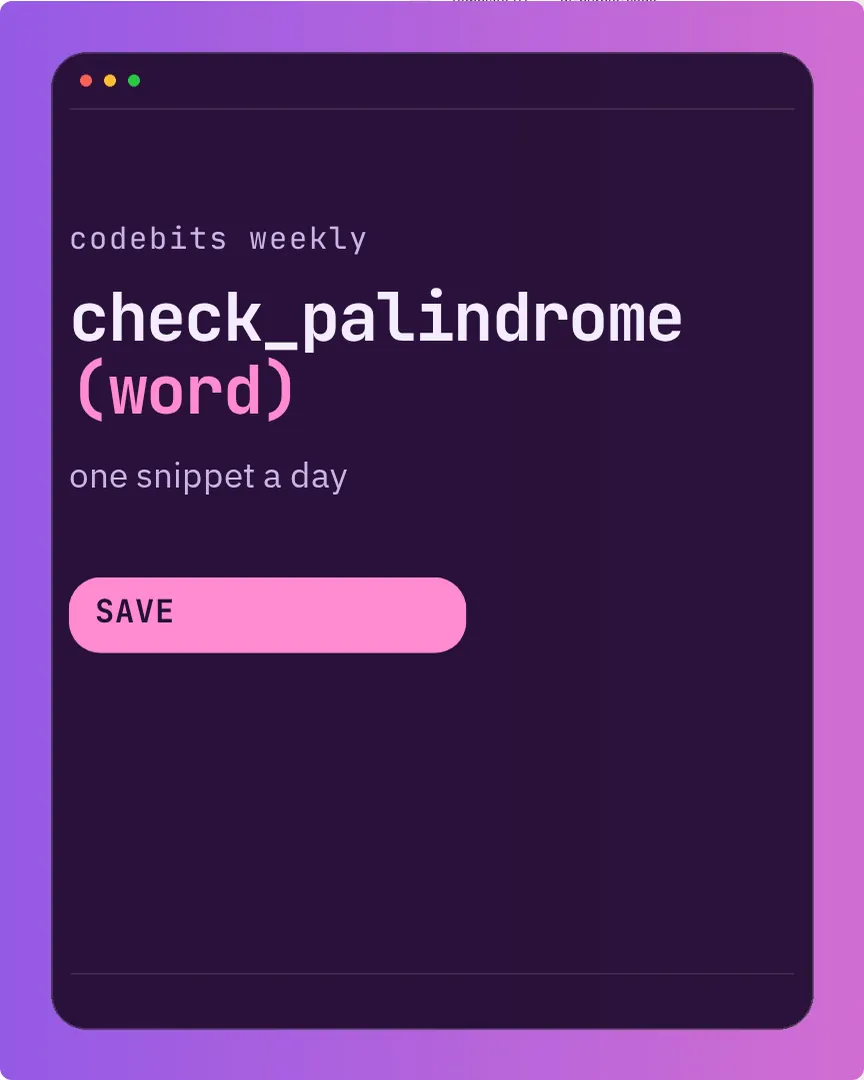 codebits weekly
check_palindrome
(word)
one snippet a day
SAVE